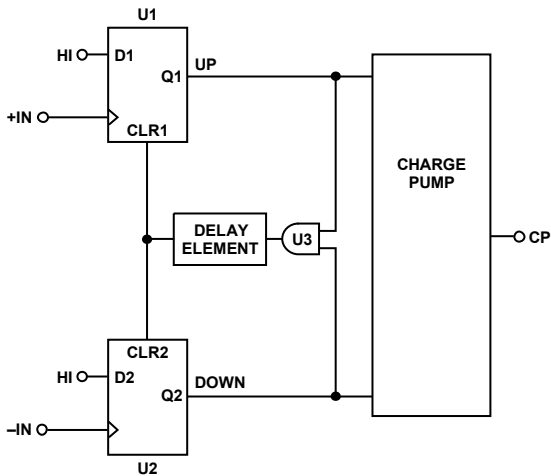 U1
HI
D1
Q1
UP
+IN
CLR1
CHARGE
PUMP
DELAY
ELEMENT
U3
CP
CLR2
HI
D2
DOWN
Q2
–IN
U2